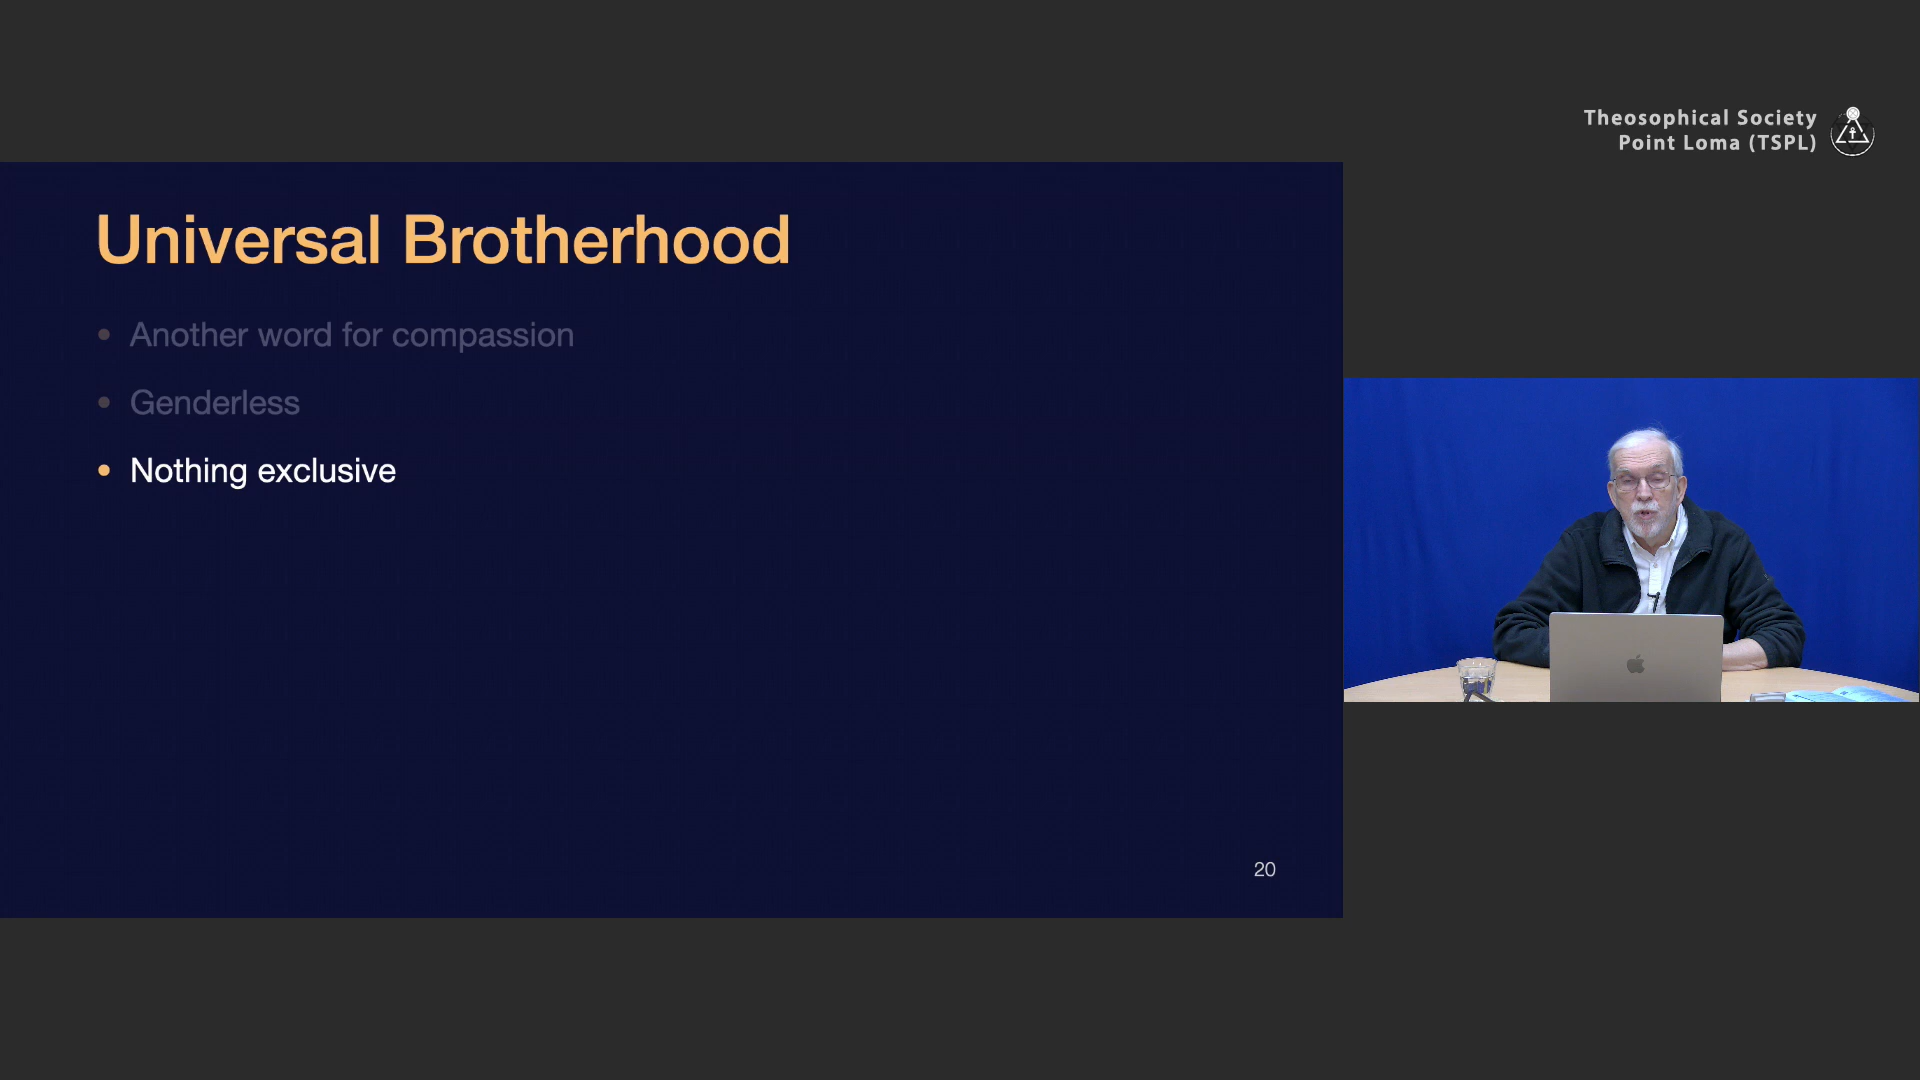 Theosophical Society
Point Loma (TSPL)
Universal Brotherhood
• Another word for compassion
• Genderless
• Nothing exclusive
20